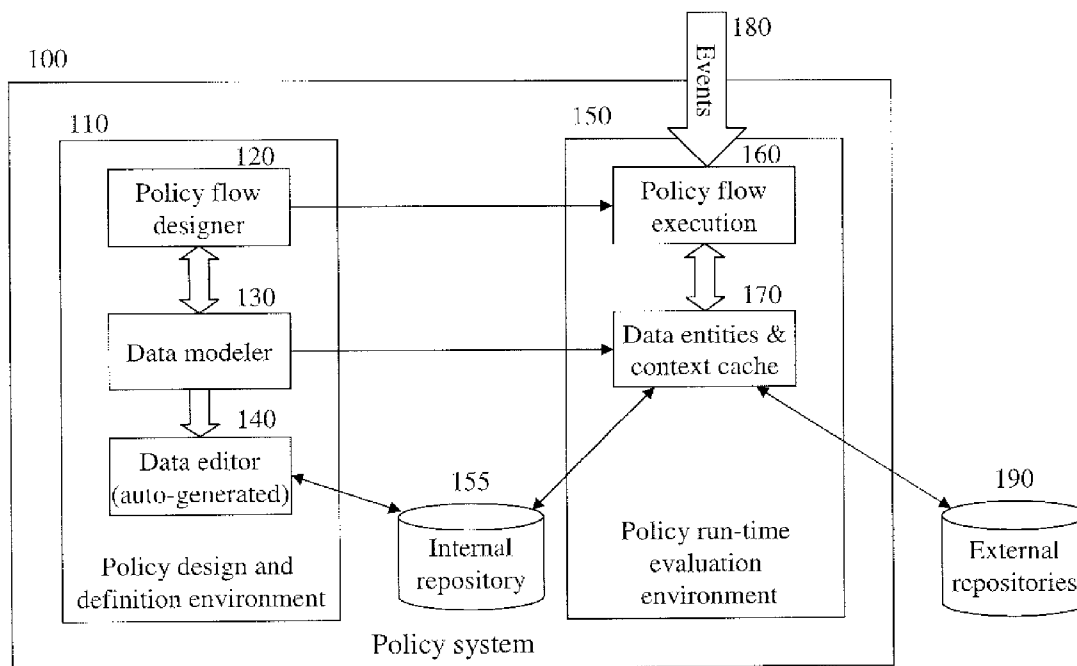 180
100
Events
110
150
120
160
Policy flow
designer
Policy flow
execution
130
170
Data modeler
Data entities &
context cache
140
Data editor
(auto-generated)
155
190
Internal
repository
External
repositories
Policy design and
definition environment
Policy run-time
evaluation
environment
Policy system